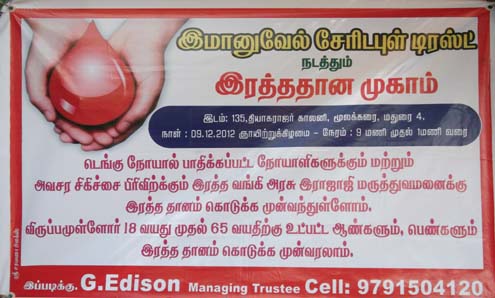 இமானுவேல் சேரிடபுள் டிரஸ்ட்
நடத்தும்
இரத்ததான முகாம்
இடம்: 135,தியாகராஜர் காலனி, மூலக்கரை, மதுரை 4,
நாள் : 09.12.2012 ஞாயிற்றுக்கிழமை - நேரம் : 9 மணி முதல் 1மணி வரை
டெங்கு நோயால் பாதிக்கப்பட்ட நோயாளிகளுக்கும் மற்றும்
அவசர சிகிச்சை பிரிவிற்க்கும் இரத்த வங்கி அரசு இராஜாஜி மருத்துவமனைக்கு
இரத்த தானம் கொடுக்க முன்வந்துள்ளோம்.
விருப்பமுள்ளோர் 18 வயது முதல் 65 வயதிற்கு உட்பட்ட ஆண்களும், பெண்களும்
இரத்த தானம் கொடுக்க முன்வரலாம்.
இப்படிக்கு. G.Edison Managing Trustee Cell: 9791504120